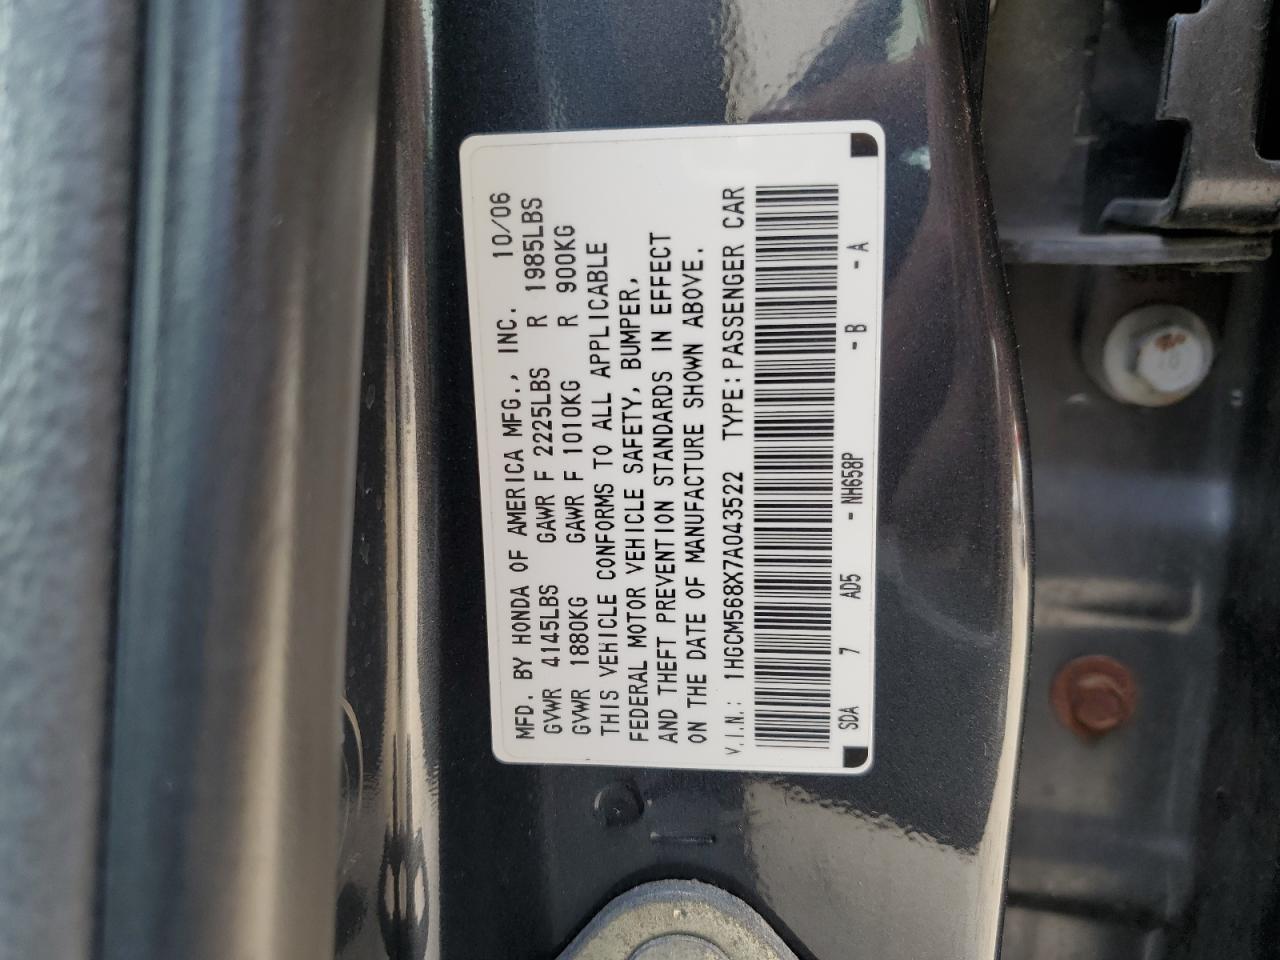 MFD. BY HONDA OF AMERICA MFG., INC. 10/06
GVWR 4145LBS GAWR F 2225LBS R 1985LBS
GVWR 1880KG GAWR F 1010KG R 900KG
THIS VEHICLE CONFORMS TO ALL APPLICABLE
FEDERAL MOTOR VEHICLE SAFETY, BUMPER,
AND THEFT PREVENTION STANDARDS IN EFFECT
ON THE DATE OF MANUFACTURE SHOWN ABOVE.
V.I.N.: 1HGCM568X7A043522 TYPE:PASSENGER CAR
SDA 7 AD5 - NH658P - B - A